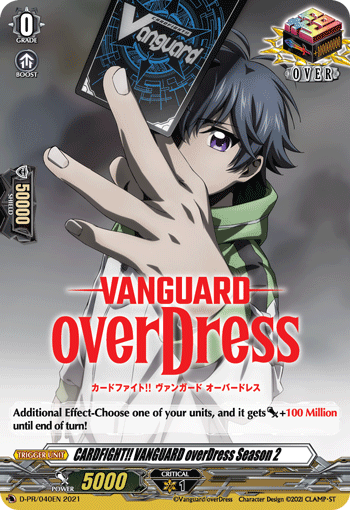 0
GRADE
BOOST
Vanguard
OVER
50000
SHIELD
VANGUARD
overDress
カードファイト!! ヴァンガード オーバードレス
Additional Effect-Choose one of your units, and it gets +100 Million
until end of turn!
TRIGGER UNIT
CARDFIGHT!! VANGUARD overDress Season 2
POWER 5000
CRITICAL
1
D-PR/040EN 2021
©Vanguard/overDress Character Design ©2021 CLAMP・ST